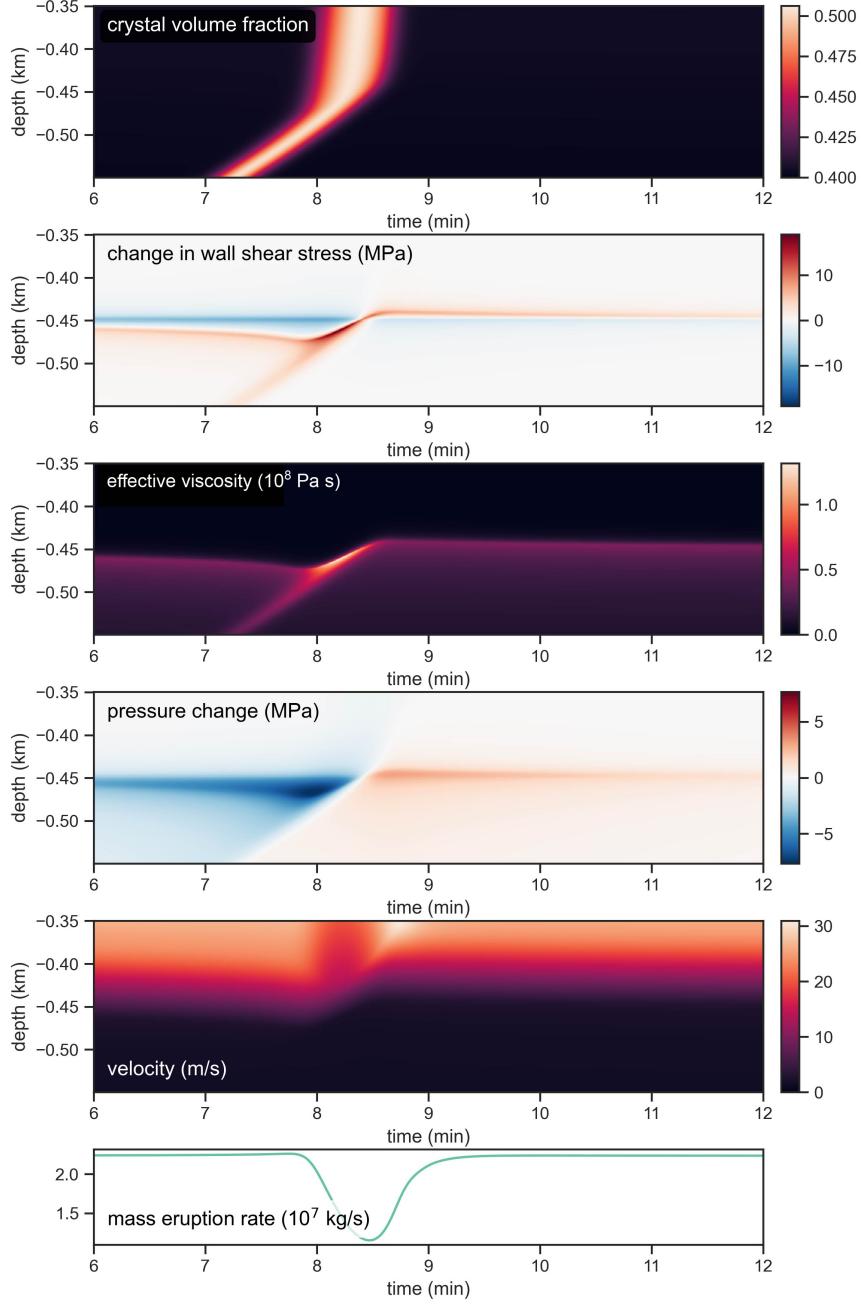 crystal volume fraction
depth (km)
−0.35
−0.40
−0.45
−0.50
6 7 8 9 10 11 12
time (min)
0.500
0.475
0.450
0.425
0.400
change in wall shear stress (MPa)
depth (km)
−0.35
−0.40
−0.45
−0.50
6 7 8 9 10 11 12
time (min)
10
0
−10
effective viscosity (10⁸ Pa s)
depth (km)
−0.35
−0.40
−0.45
−0.50
6 7 8 9 10 11 12
time (min)
1.0
0.5
0.0
pressure change (MPa)
depth (km)
−0.35
−0.40
−0.45
−0.50
6 7 8 9 10 11 12
time (min)
5
0
−5
velocity (m/s)
depth (km)
−0.35
−0.40
−0.45
−0.50
6 7 8 9 10 11 12
time (min)
30
20
10
0
mass eruption rate (10⁷ kg/s)
2.0
1.5
6 7 8 9 10 11 12
time (min)